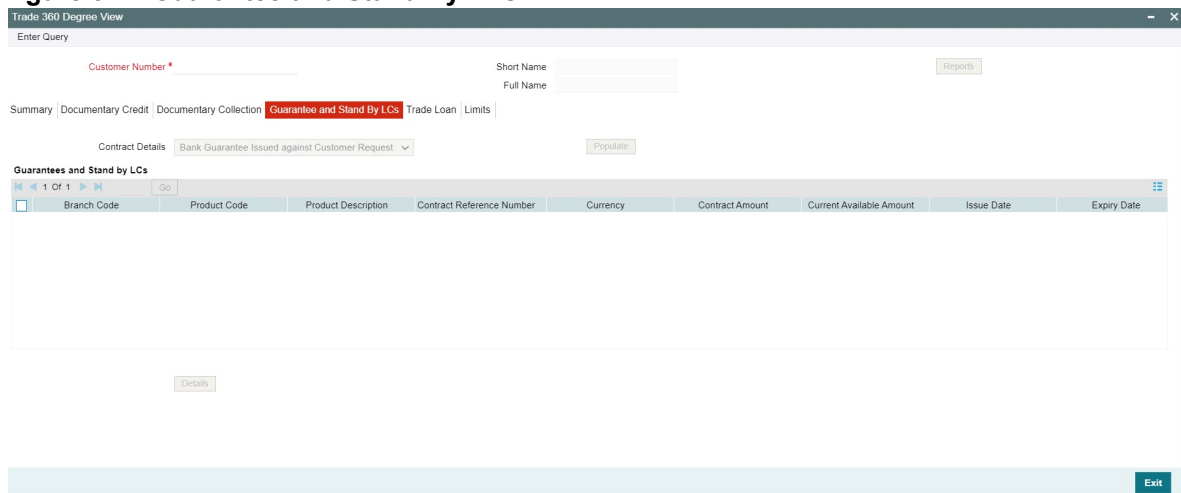 Trade 360 Degree View
Enter Query
Customer Number *
Short Name
Reports
Full Name
Summary Documentary Credit Documentary Collection Guarantee and Stand By LCs Trade Loan Limits
Contract Details Bank Guarantee Issued against Customer Request Populate
Guarantees and Stand by LCs
1 Of 1 Go
Branch Code Product Code Product Description Contract Reference Number Currency Contract Amount Current Available Amount Issue Date Expiry Date
Details
Exit